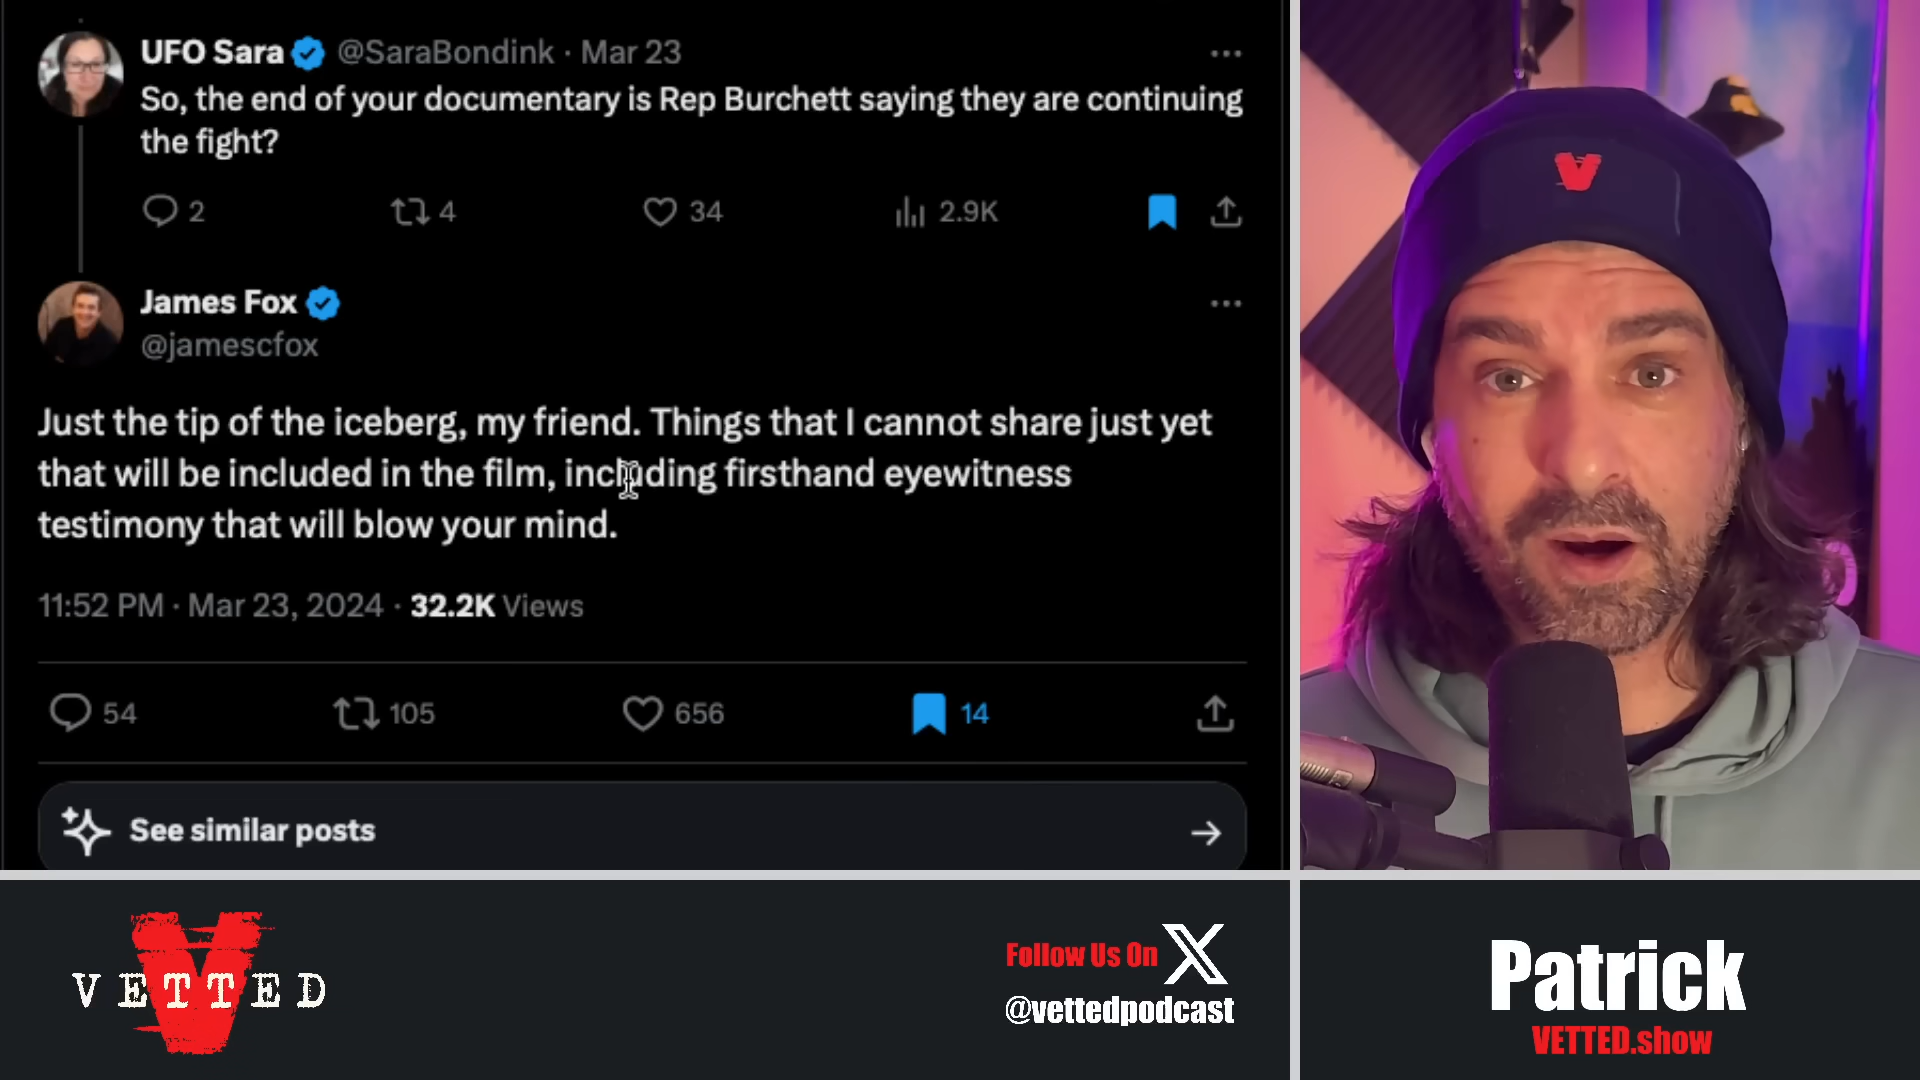 UFO Sara @SaraBondink · Mar 23
So, the end of your documentary is Rep Burchett saying they are continuing
the fight?
2 4 34 2.9K
James Fox
@jamescfox
Just the tip of the iceberg, my friend. Things that I cannot share just yet
that will be included in the film, including firsthand eyewitness
testimony that will blow your mind.
11:52 PM · Mar 23, 2024 · 32.2K Views
54 105 656 14
See similar posts
V
VETTED
Follow Us On X
@vettedpodcast
Patrick
VETTED.show